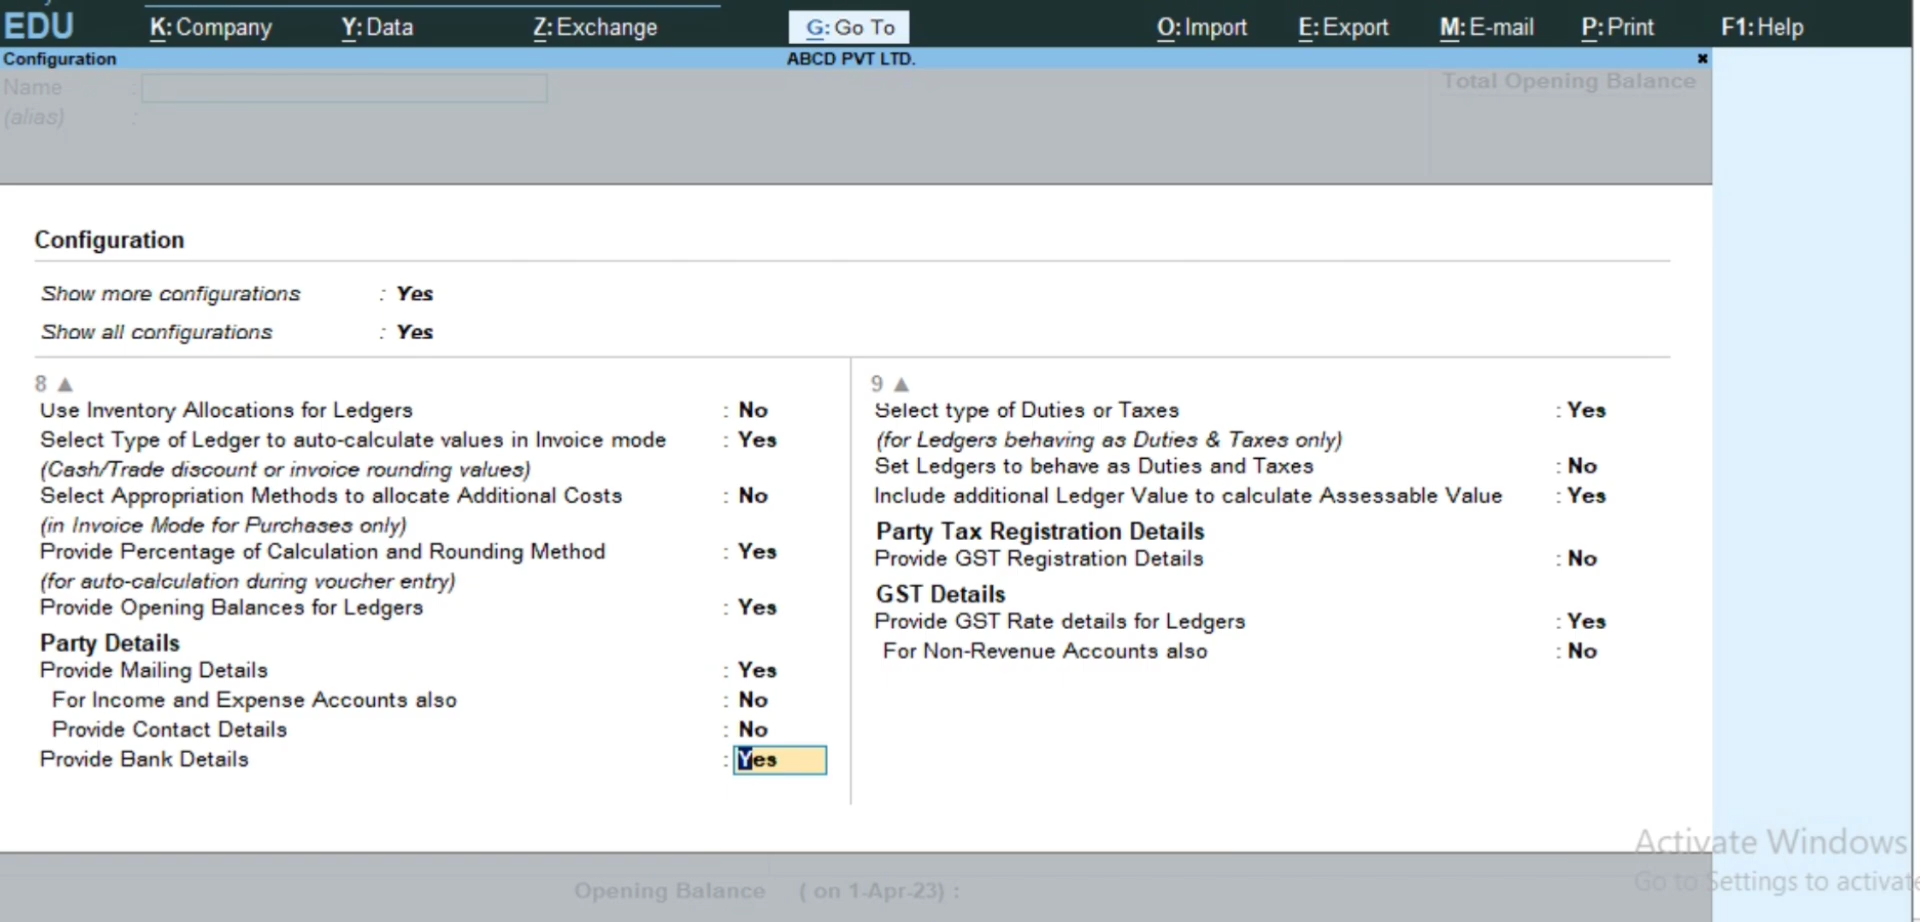 EDU
K: Company
Y: Data
Z: Exchange
G: Go To
O: Import
E: Export
M: E-mail
P: Print
F1: Help
Configuration
ABCD PVT LTD.
Name :
Total Opening Balance
(alias) :
Configuration
Show more configurations : Yes
Show all configurations : Yes
8 ▲
Use Inventory Allocations for Ledgers : No
Select Type of Ledger to auto-calculate values in Invoice mode : Yes
(Cash/Trade discount or invoice rounding values)
Select Appropriation Methods to allocate Additional Costs : No
(in Invoice Mode for Purchases only)
Provide Percentage of Calculation and Rounding Method : Yes
(for auto-calculation during voucher entry)
Provide Opening Balances for Ledgers : Yes
Party Details
Provide Mailing Details : Yes
For Income and Expense Accounts also : No
Provide Contact Details : No
Provide Bank Details : Yes
9 ▲
Select type of Duties or Taxes : Yes
(for Ledgers behaving as Duties & Taxes only)
Set Ledgers to behave as Duties and Taxes : No
Include additional Ledger Value to calculate Assessable Value : Yes
Party Tax Registration Details
Provide GST Registration Details : No
GST Details
Provide GST Rate details for Ledgers : Yes
For Non-Revenue Accounts also : No
Opening Balance ( on 1-Apr-23) :
Activate Windows
Go to Settings to activate